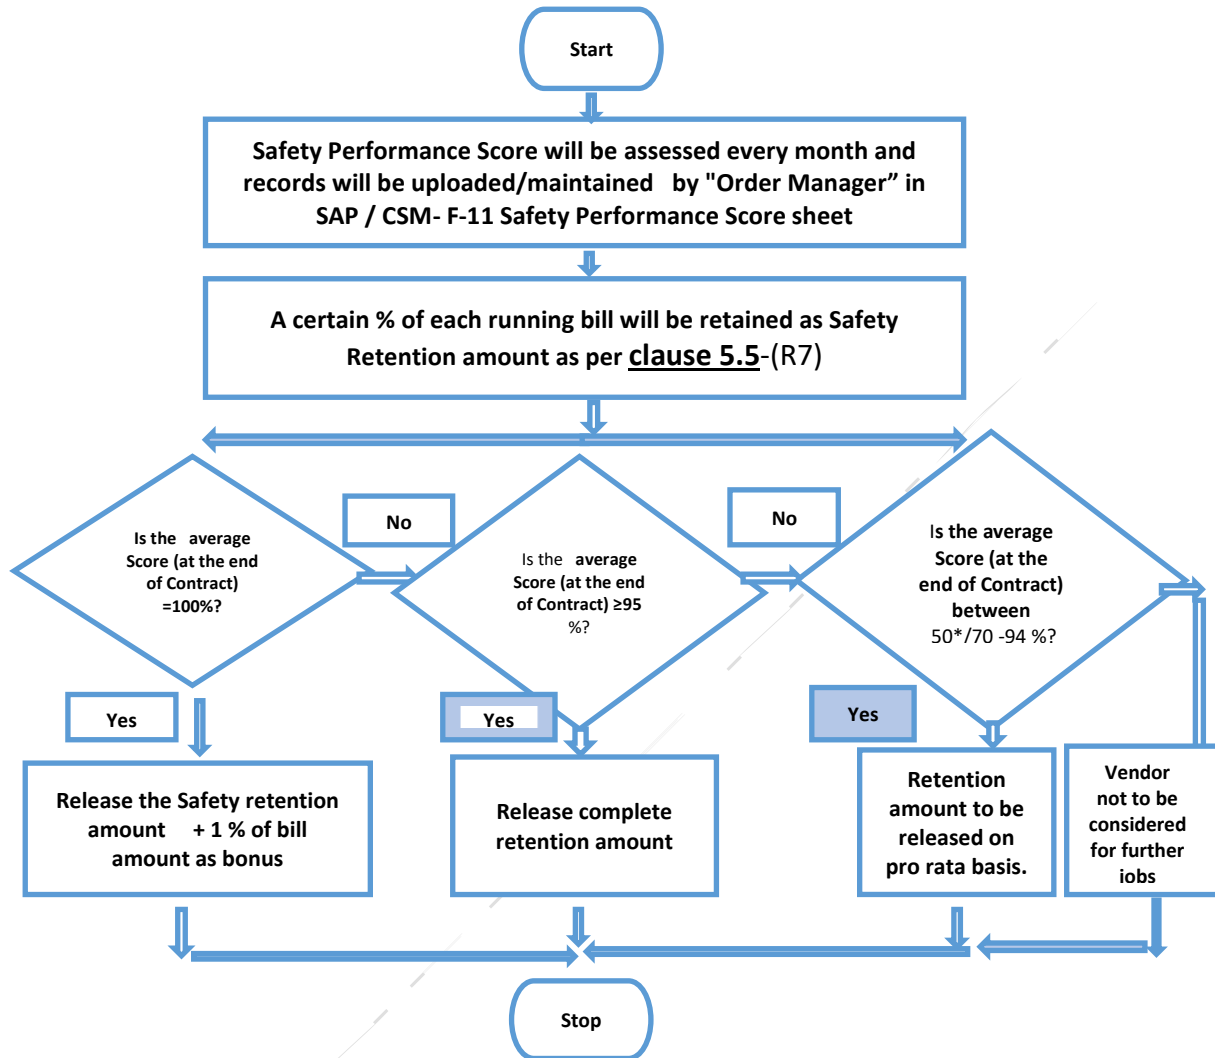 Start
Safety Performance Score will be assessed every month and
records will be uploaded/maintained by "Order Manager” in
SAP / CSM- F-11 Safety Performance Score sheet
A certain % of each running bill will be retained as Safety
Retention amount as per clause 5.5-(R7)
No
No
Is the average
Score (at the end
of Contract)
=100%?
Is the average
Score (at the end
of Contract) ≥95
%?
Is the average
Score (at the
end of Contract)
between
50*/70 -94 %?
Yes
Yes
Yes
Release the Safety retention
amount + 1 % of bill
amount as bonus
Release complete
retention amount
Retention
amount to be
released on
pro rata basis.
Vendor
not to be
considered
for further
jobs
Stop